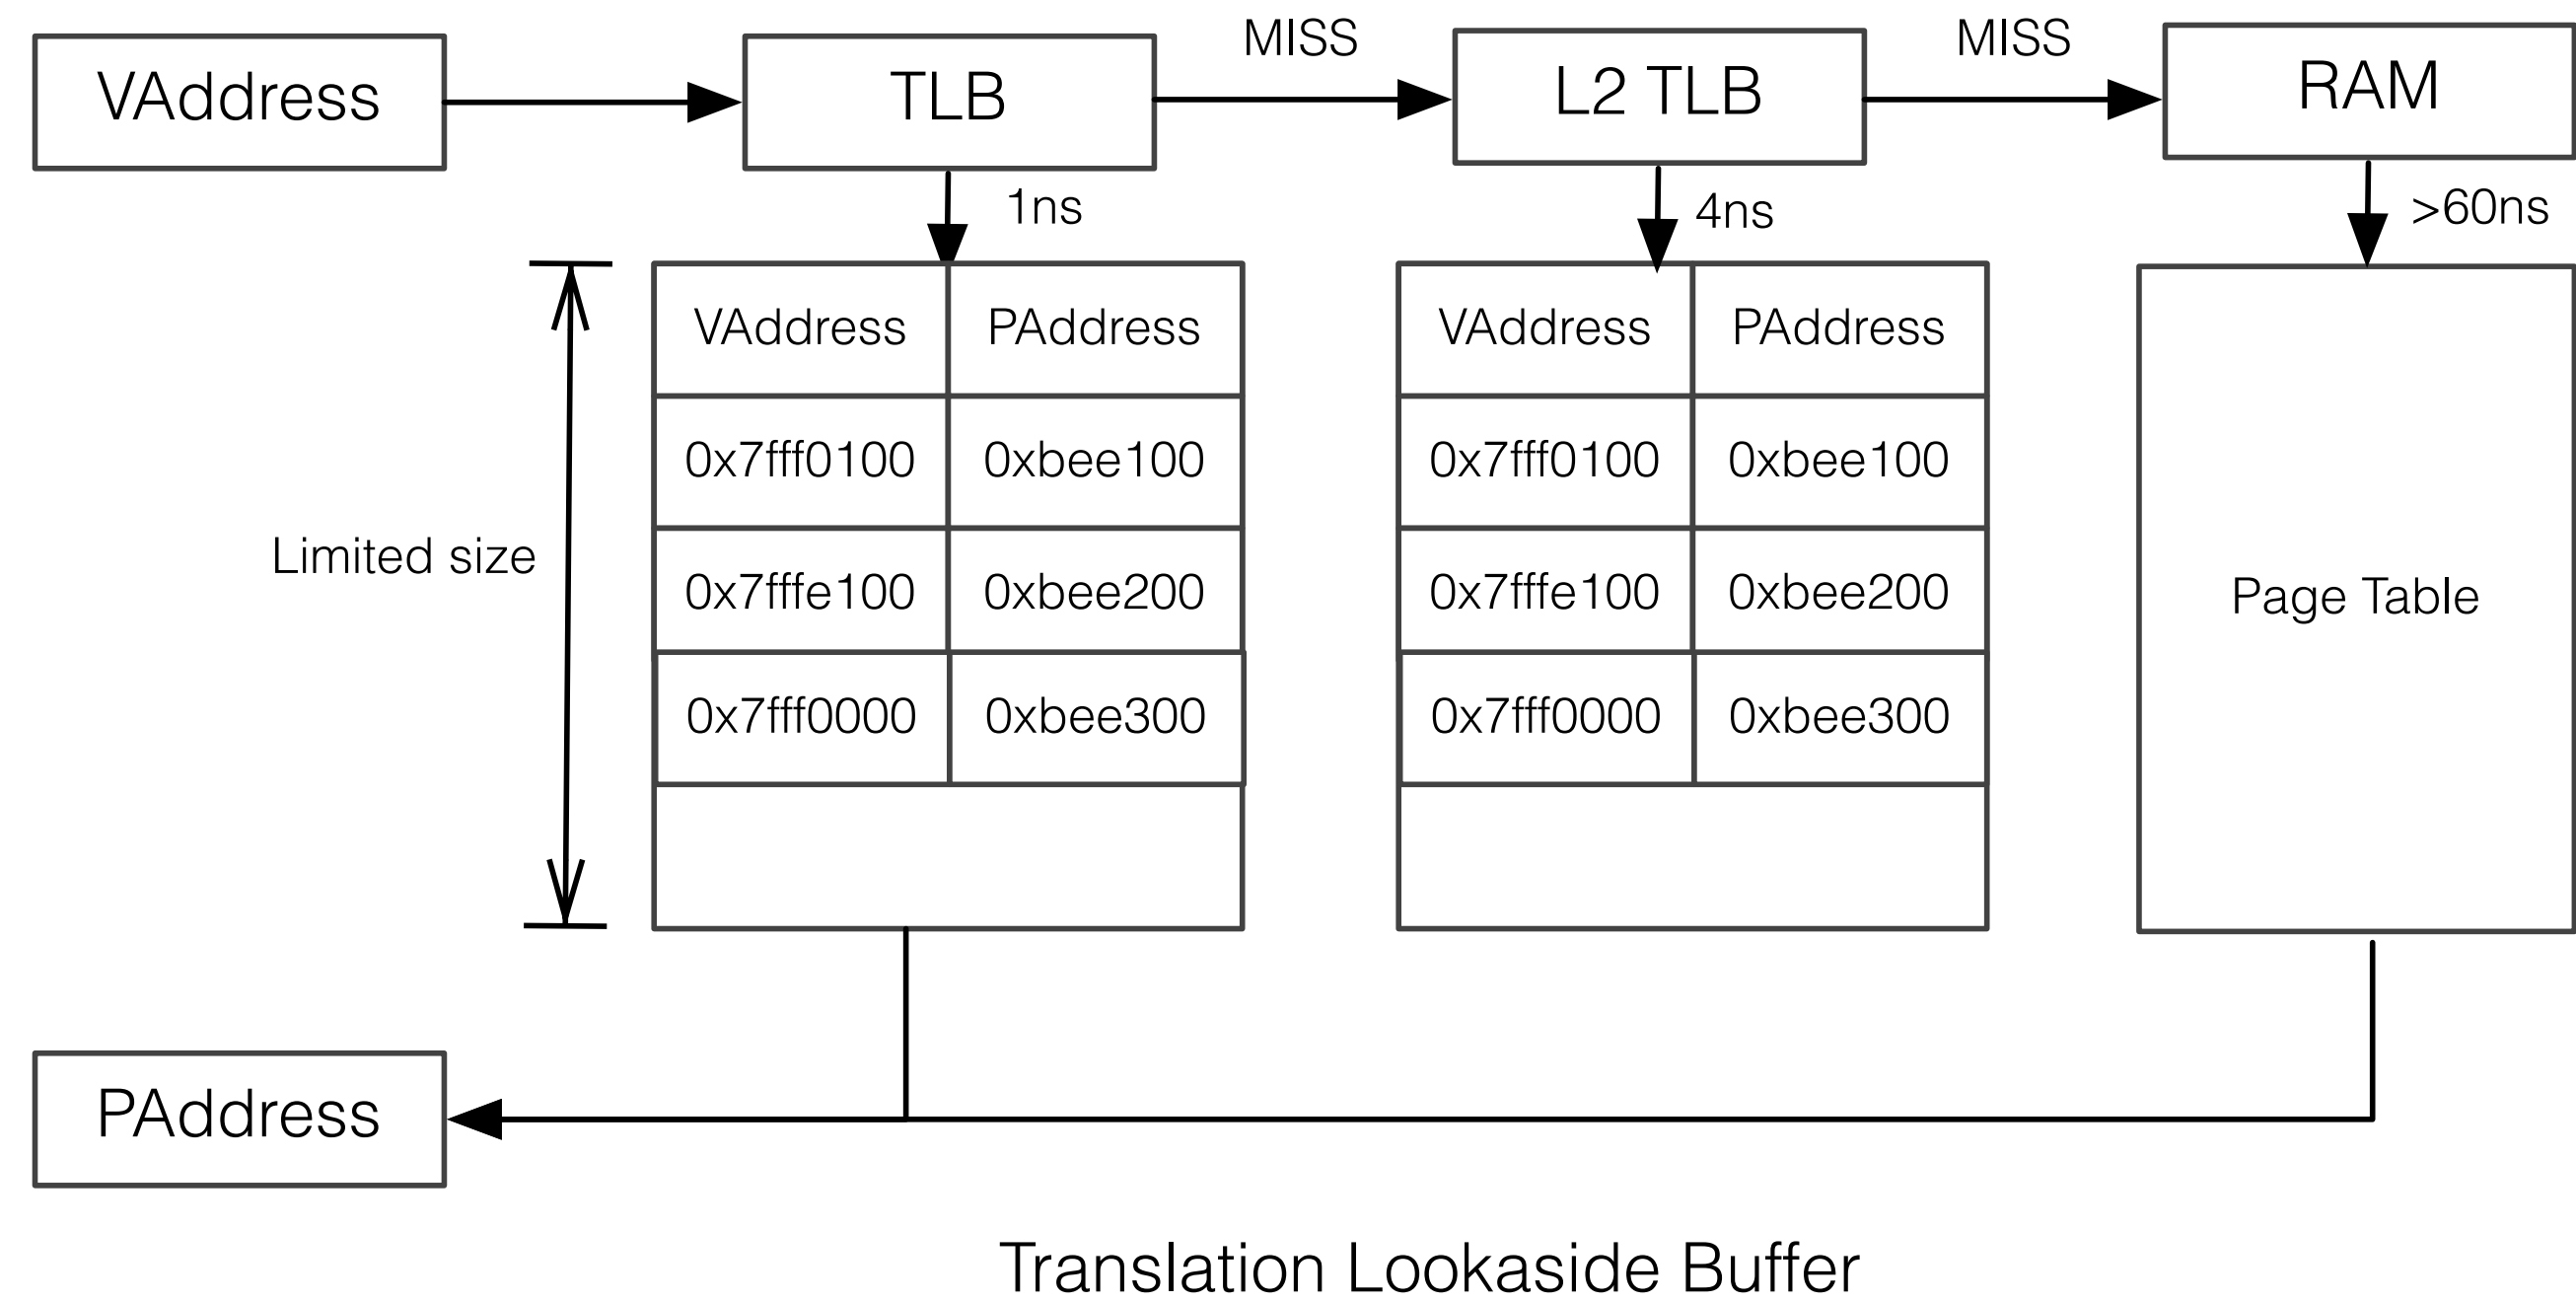 VAddress
TLB
MISS
L2 TLB
MISS
RAM
1ns
4ns
>60ns
VAddress PAddress
0x7fff0100 0xbee100
0x7fffe100 0xbee200
0x7fff0000 0xbee300
VAddress PAddress
0x7fff0100 0xbee100
0x7fffe100 0xbee200
0x7fff0000 0xbee300
Limited size
Page Table
PAddress
Translation Lookaside Buffer